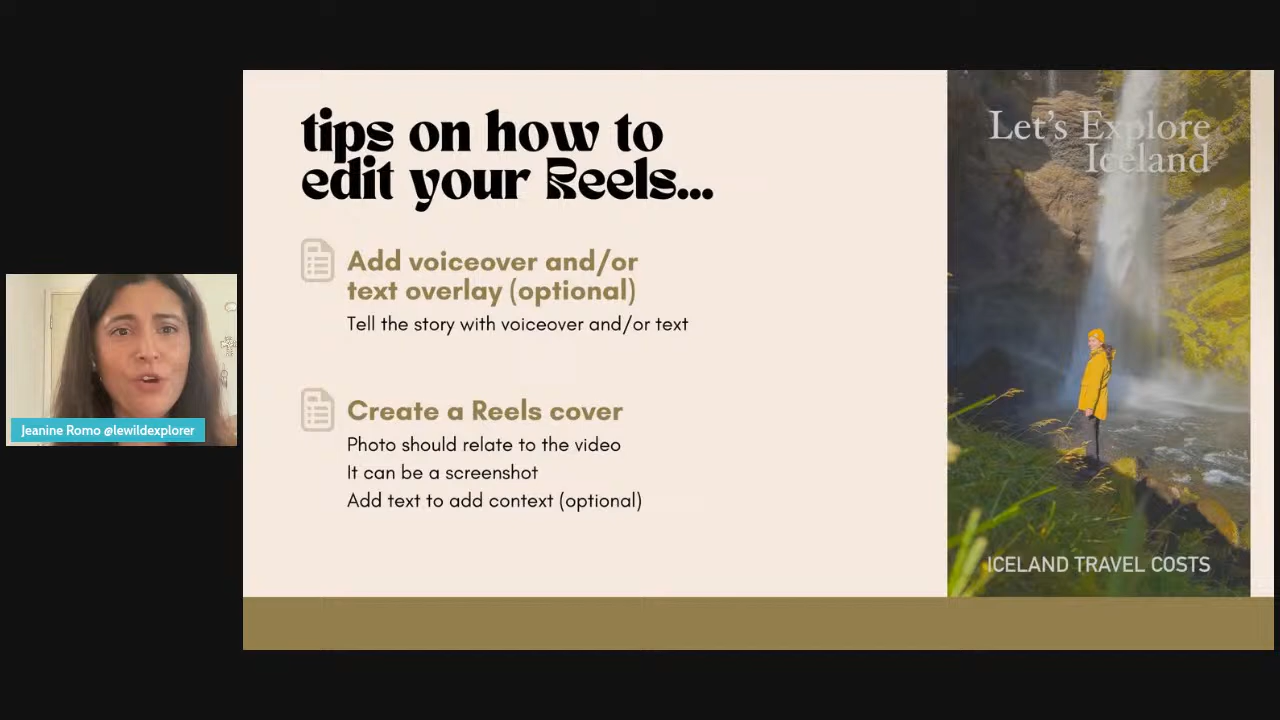 tips on how to
edit your Reels...
Add voiceover and/or
text overlay (optional)
Tell the story with voiceover and/or text
Create a Reels cover
Photo should relate to the video
It can be a screenshot
Add text to add context (optional)
Let's Explore
Iceland
ICELAND TRAVEL COSTS
Jeanine Romo @lewildexplorer